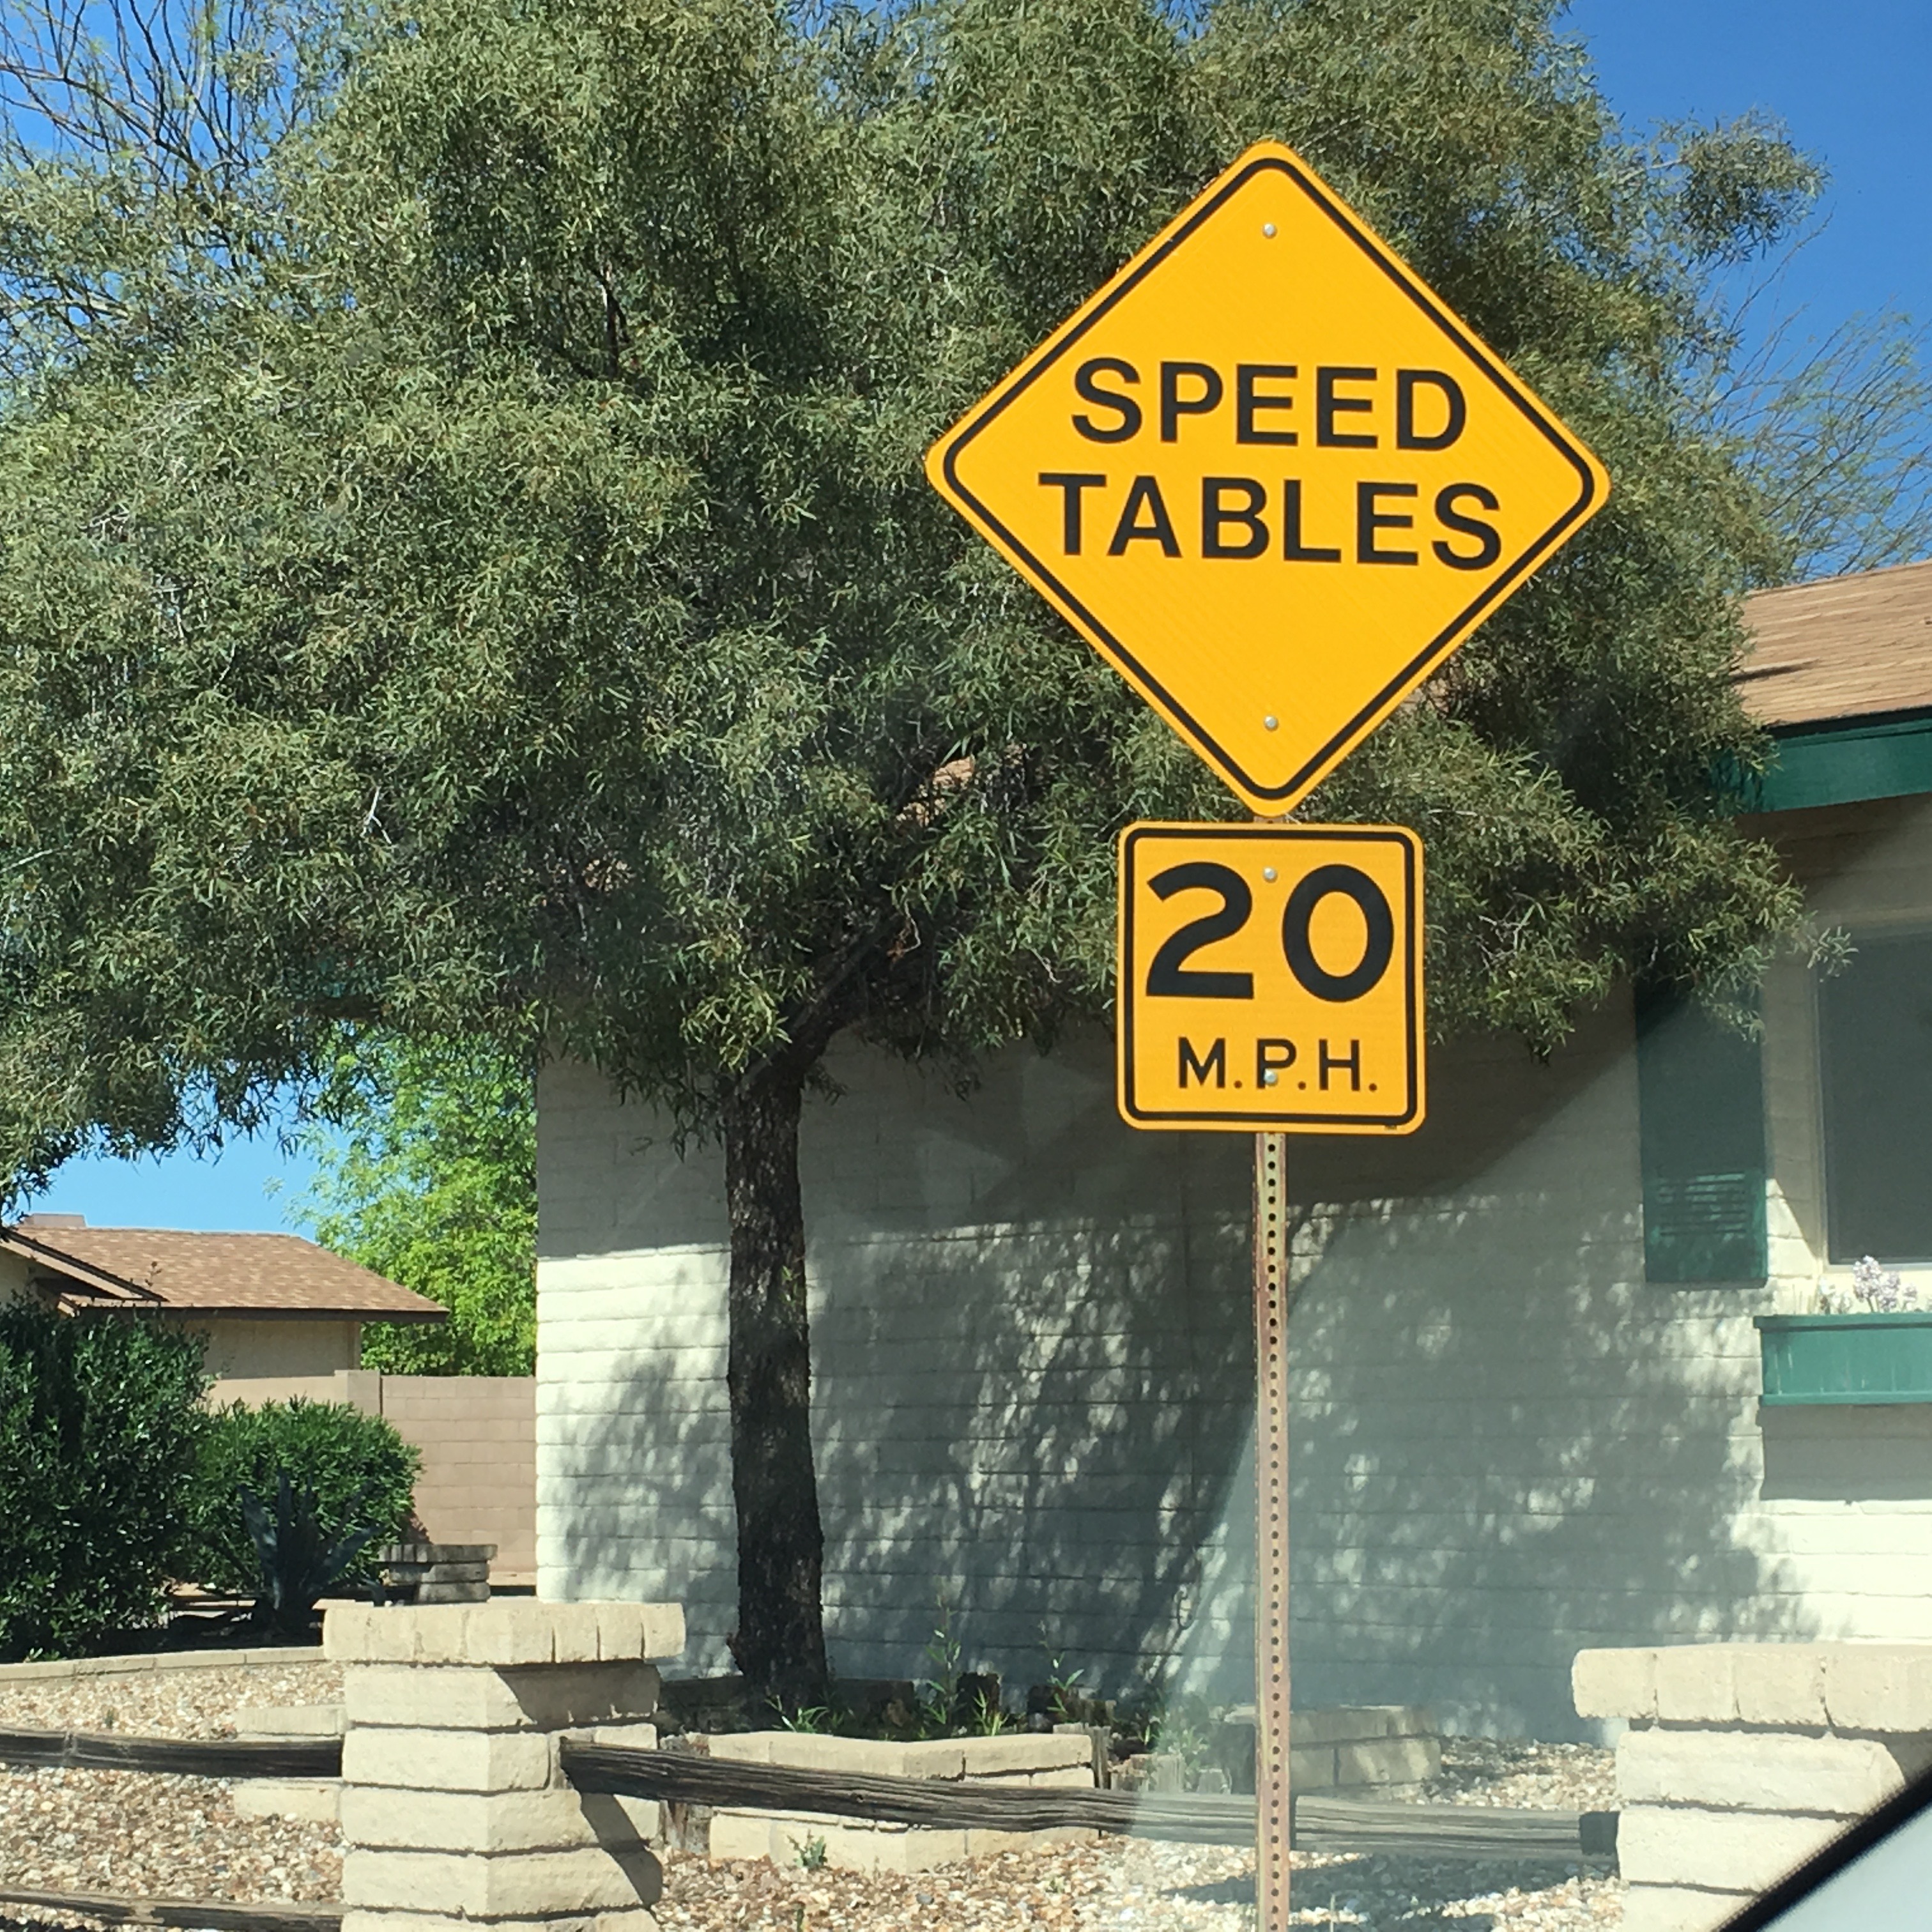 SPEED
TABLES
20
M.P.H.